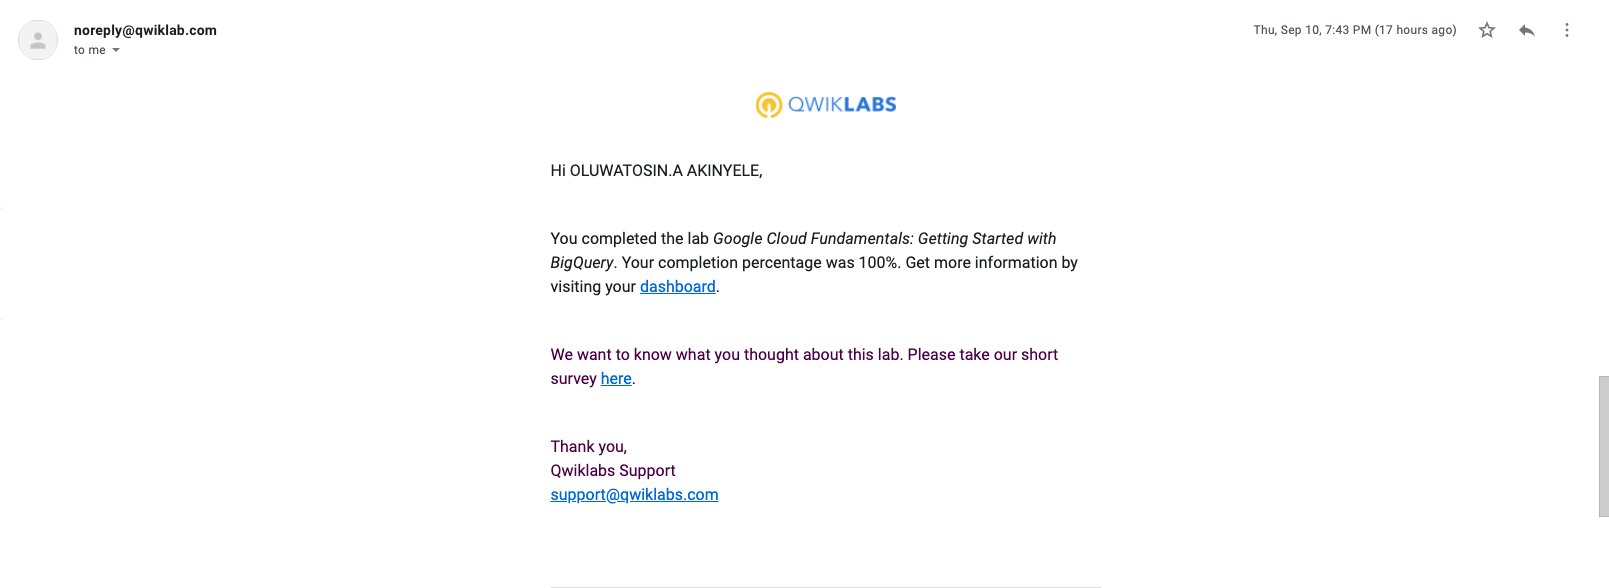 noreply@qwiklab.com
Thu, Sep 10, 7:43 PM (17 hours ago)
to me
QWIKLABS
Hi OLUWATOSIN.A AKINYELE,
You completed the lab Google Cloud Fundamentals: Getting Started with
BigQuery. Your completion percentage was 100%. Get more information by
visiting your dashboard.
We want to know what you thought about this lab. Please take our short
survey here.
Thank you,
Qwiklabs Support
support@qwiklabs.com